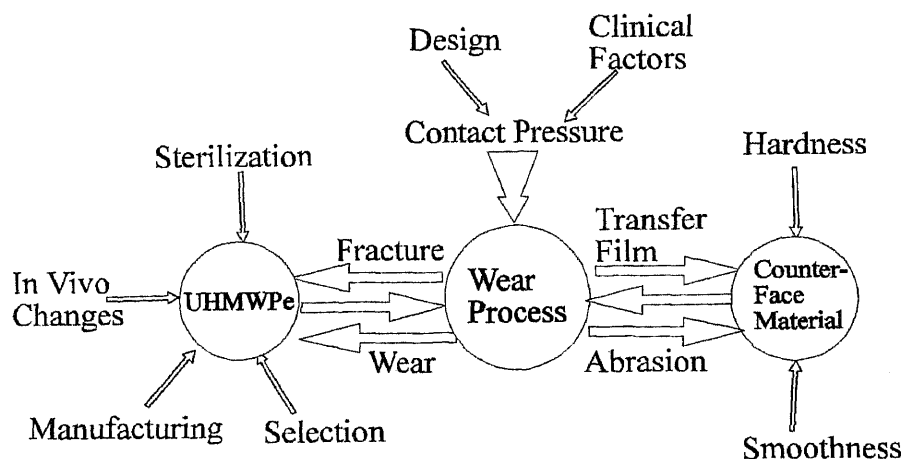 Design
Clinical
Factors
Contact Pressure
Sterilization
Hardness
Fracture
Transfer
Film
In Vivo
Changes
UHMWPe
Wear
Process
Counter-
Face
Material
Wear
Abrasion
Manufacturing
Selection
Smoothness